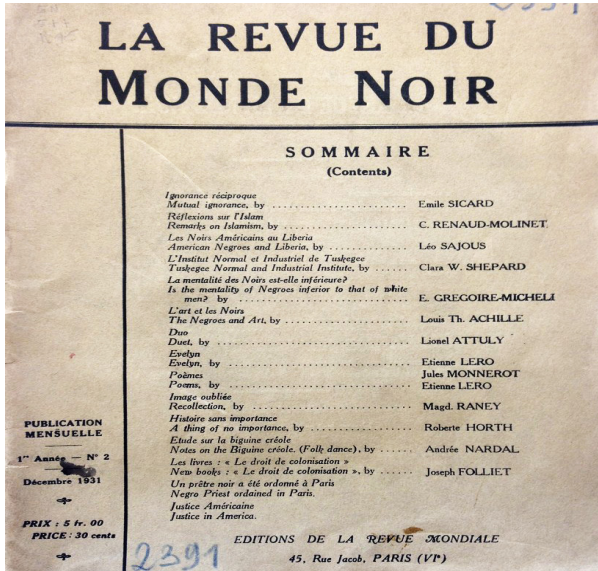 LA REVUE DU
MONDE NOIR
SOMMAIRE
(Contents)
Ignorance réciproque
Mutual ignorance, by .......................... Emile SICARD
Réflexions sur l'Islam
Remarks on Islamism, by ........................ C. RENAUD-MOLINET
Les Noirs Américains au Liberia
American Negroes and Liberia, by ................ Léo SAJOUS
L'Institut Normal et Industriel de Tuskegee
Tuskegee Normal and Industrial Institute, by ...... Clara W. SHEPARD
La mentalité des Noirs est-elle inférieure?
Is the mentality of Negroes inferior to that of white
men? by .................................... E. GREGOIRE-MICHELI
L'art et les Noirs
The Negroes and Art, by ........................ Louis Th. ACHILLE
Duo
Duet, by .................................... Lionel ATTULY
Evelyn
Evelyn, by .................................. Etienne LERO
Poèmes Jules MONNEROT
Poems, by .................................. Etienne LERO
Image oubliée
Recollection, by .............................. Magd. RANEY
Histoire sans importance
A thing of no importance, by .................... Roberte HORTH
Etude sur la biguine créole
Notes on the Biguine créole. (Folk dance), by ...... Andrée NARDAL
Les livres : « Le droit de colonisation »
New books : « Le droit de colonisation », by ...... Joseph FOLLIET
Un prêtre noir a été ordonné à Paris
Negro Priest ordained in Paris.
Justice Américaine
Justice in America.
PUBLICATION
MENSUELLE
1re Année — N° 2
Décembre 1931
PRIX : 5 fr. 00
PRICE : 30 cents
2391
EDITIONS DE LA REVUE MONDIALE
45, Rue Jacob, PARIS (VIe)